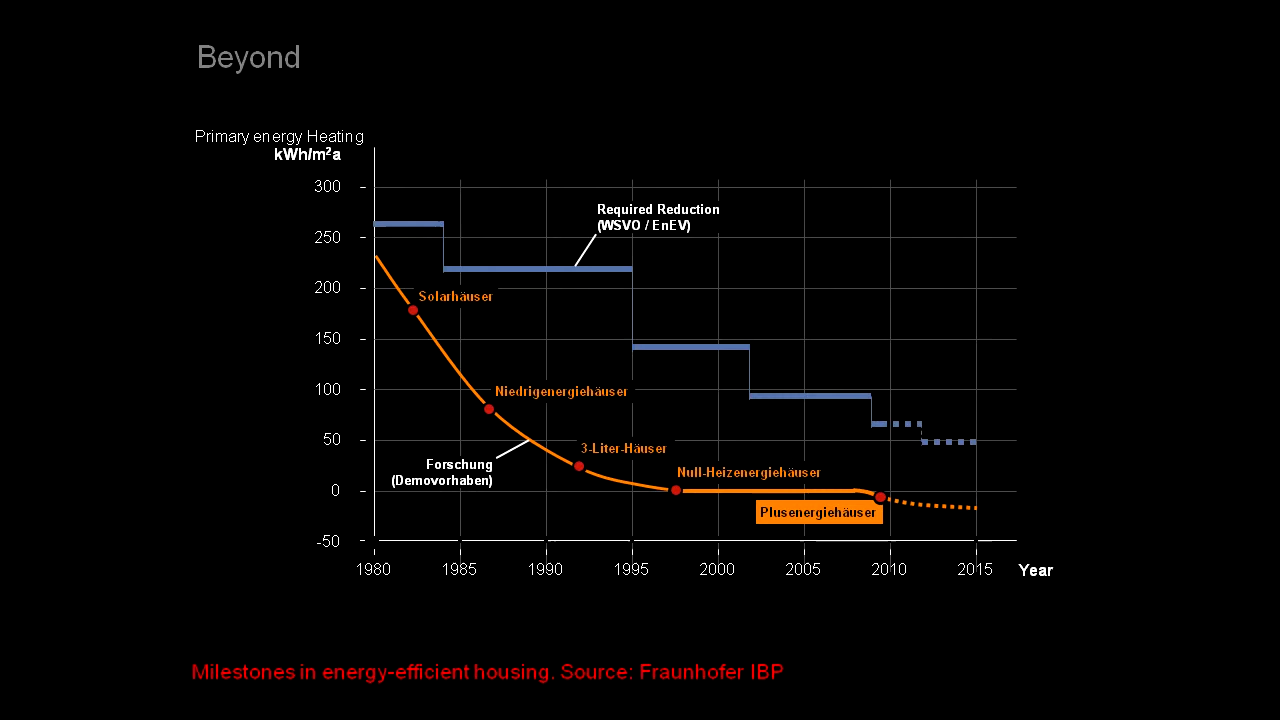 Beyond
Primary energy Heating
kWh/m²a
300
250
200
150
100
50
0
-50
Required Reduction
(WSVO / EnEV)
Solarhäuser
Niedrigenergiehäuser
3-Liter-Häuser
Forschung
(Demovorhaben)
Null-Heizenergiehäuser
Plusenergiehäuser
1980 1985 1990 1995 2000 2005 2010 2015 Year
Milestones in energy-efficient housing. Source: Fraunhofer IBP